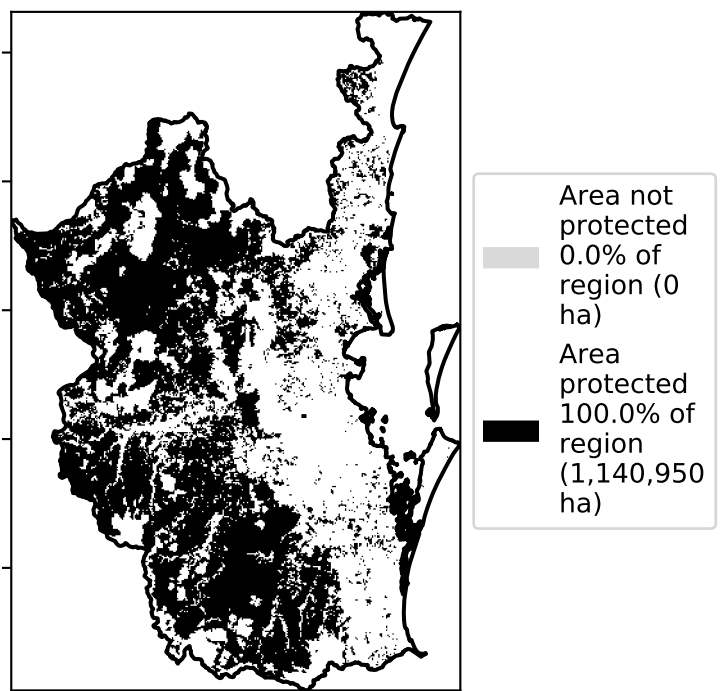 Area not
protected
0.0% of
region (0
ha)
Area
protected
100.0% of
region
(1,140,950
ha)